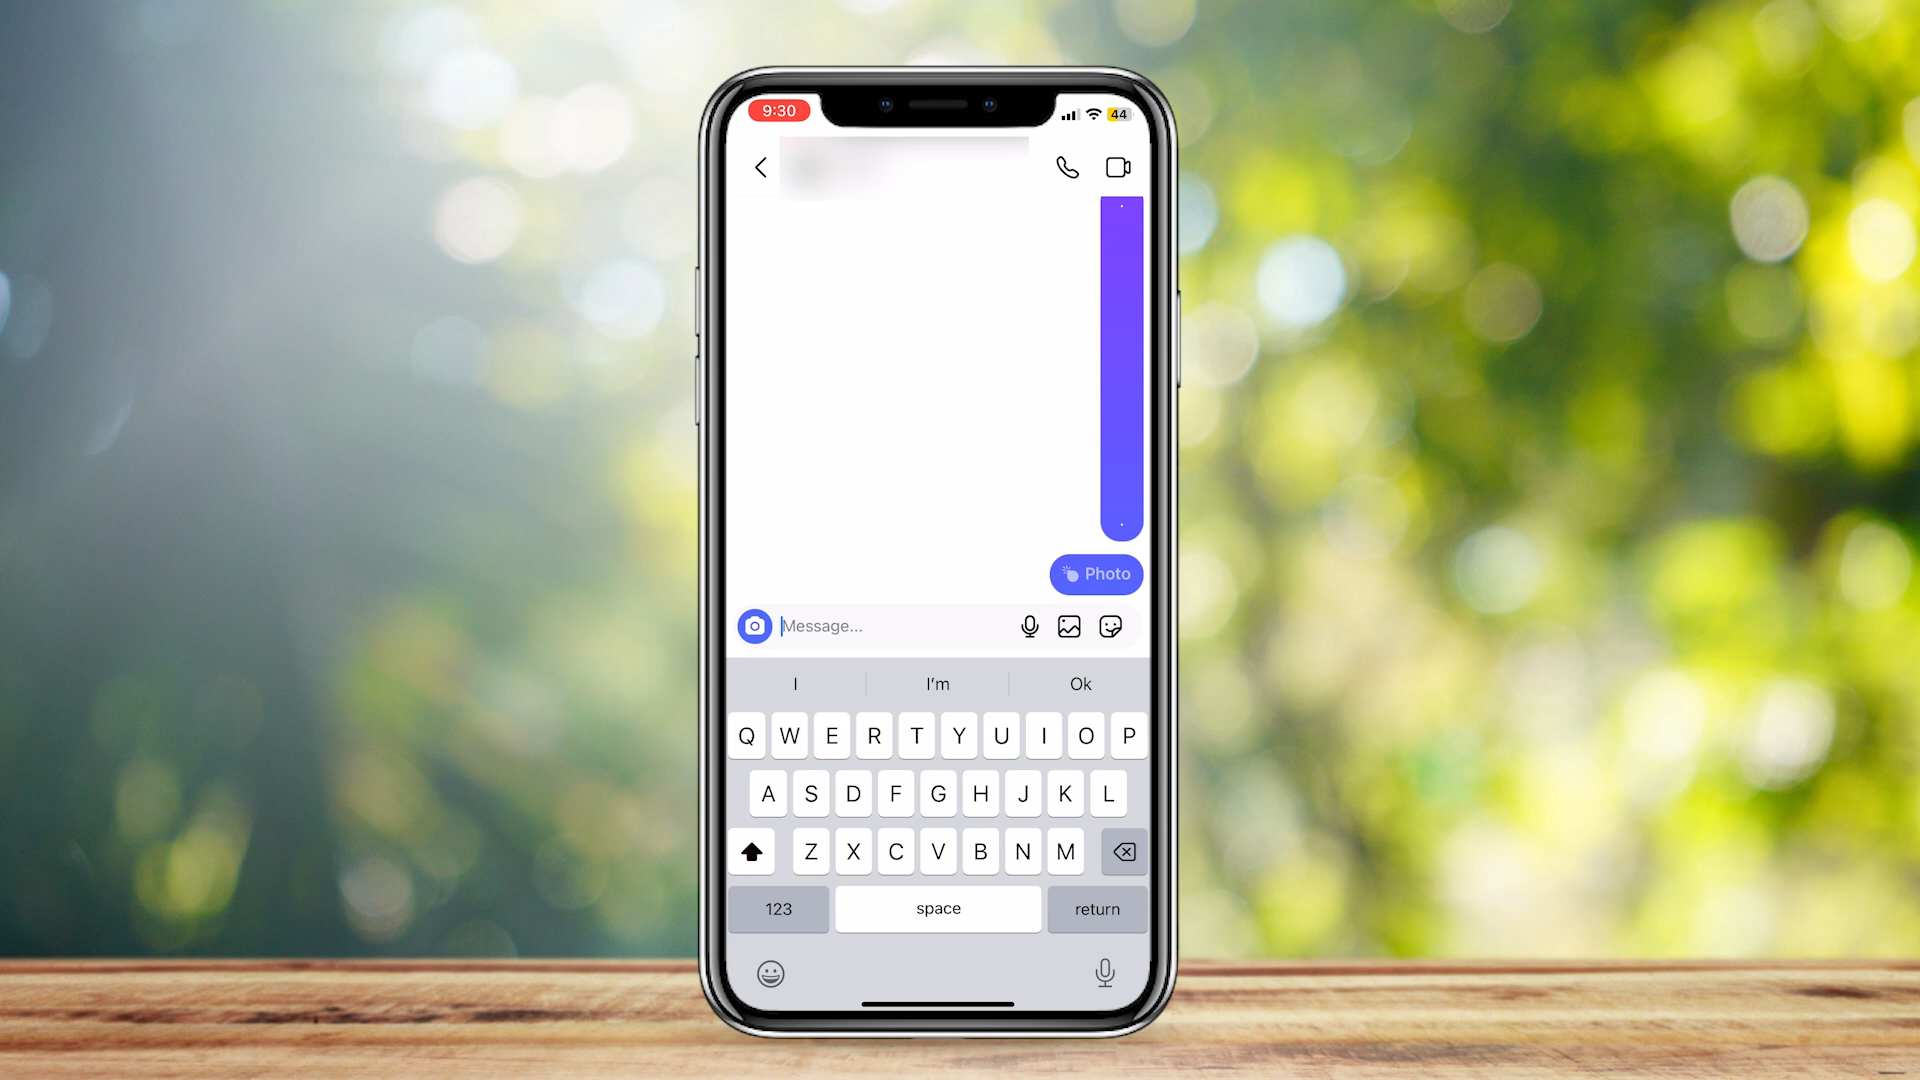 9:30
44
.
.
Photo
Message...
I
I'm
Ok
Q W E R T Y U I O P
A S D F G H J K L
Z X C V B N M
123
space
return